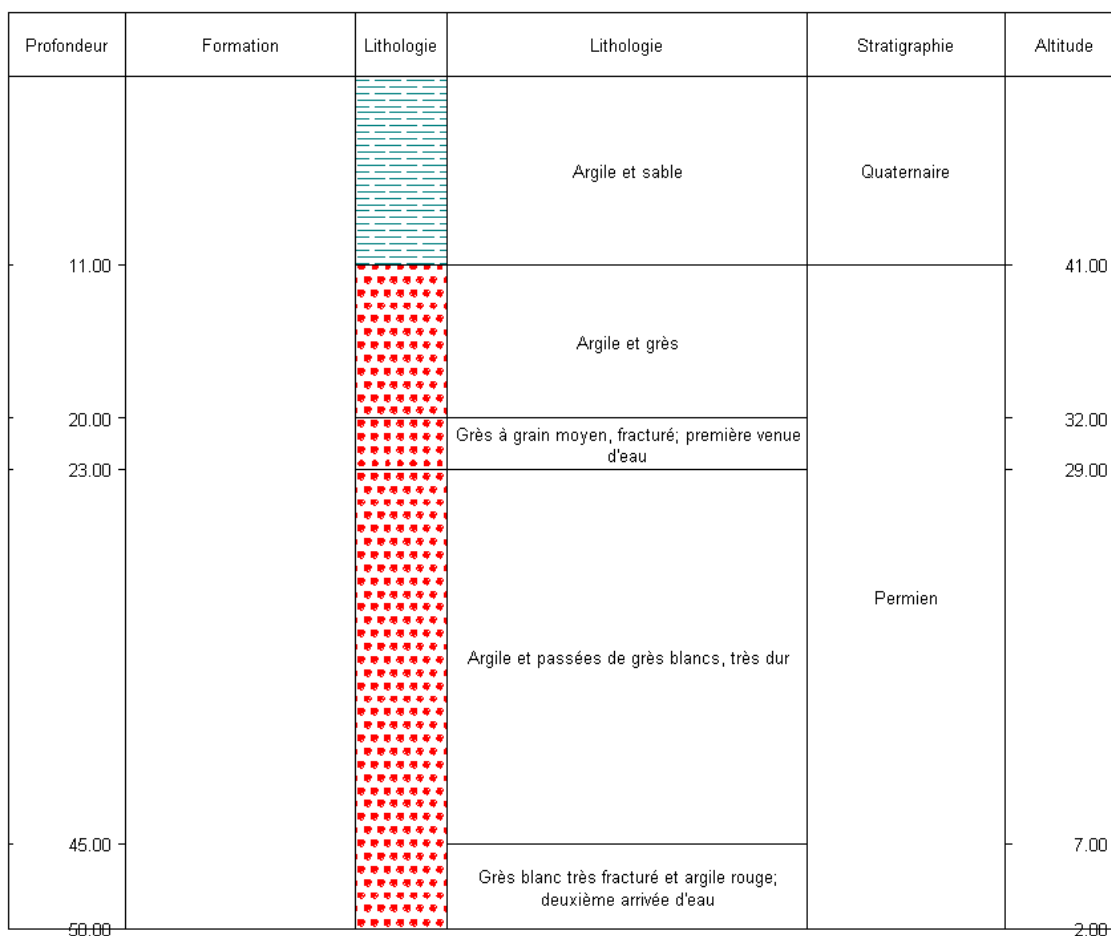 Profondeur Formation Lithologie Lithologie Stratigraphie Altitude
Argile et sable Quaternaire
11.00 41.00
Argile et grès
20.00 32.00
Grès à grain moyen, fracturé; première venue
d'eau
23.00 29.00
Permien
Argile et passées de grès blancs, très dur
45.00 7.00
Grès blanc très fracturé et argile rouge;
deuxième arrivée d'eau
50.00 2.00